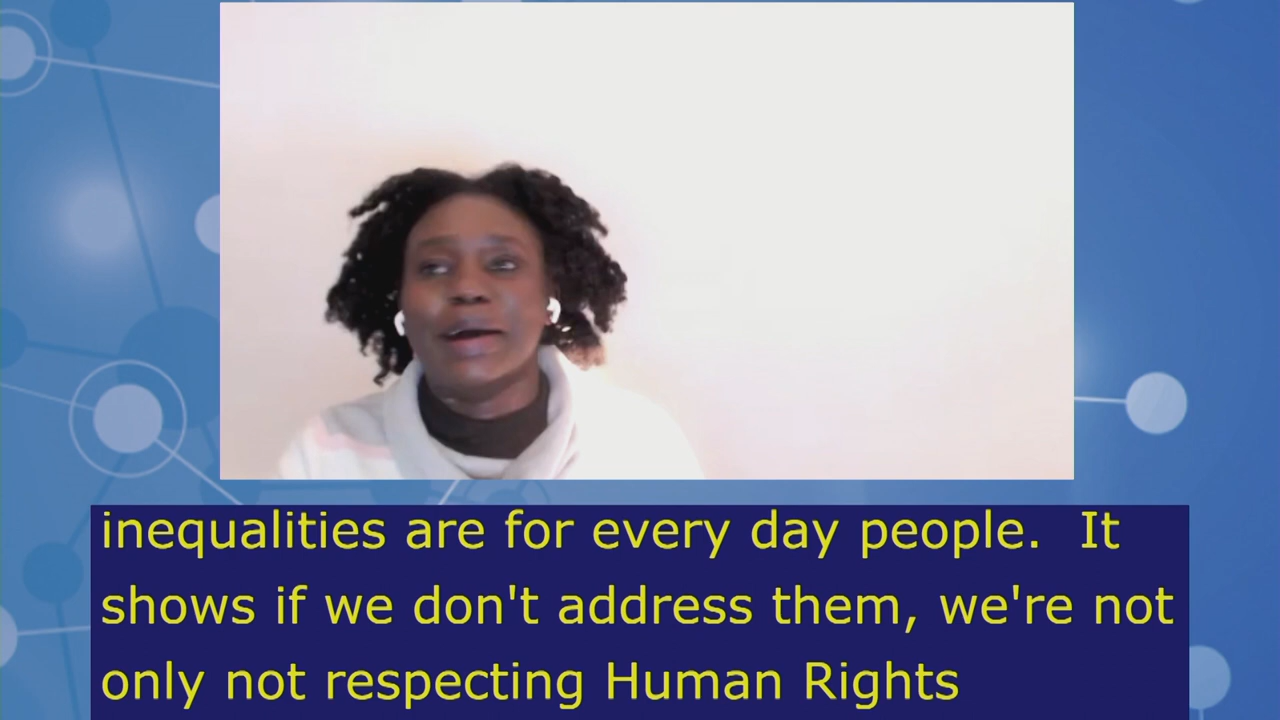 inequalities are for every day people.  It
shows if we don't address them, we're not
only not respecting Human Rights